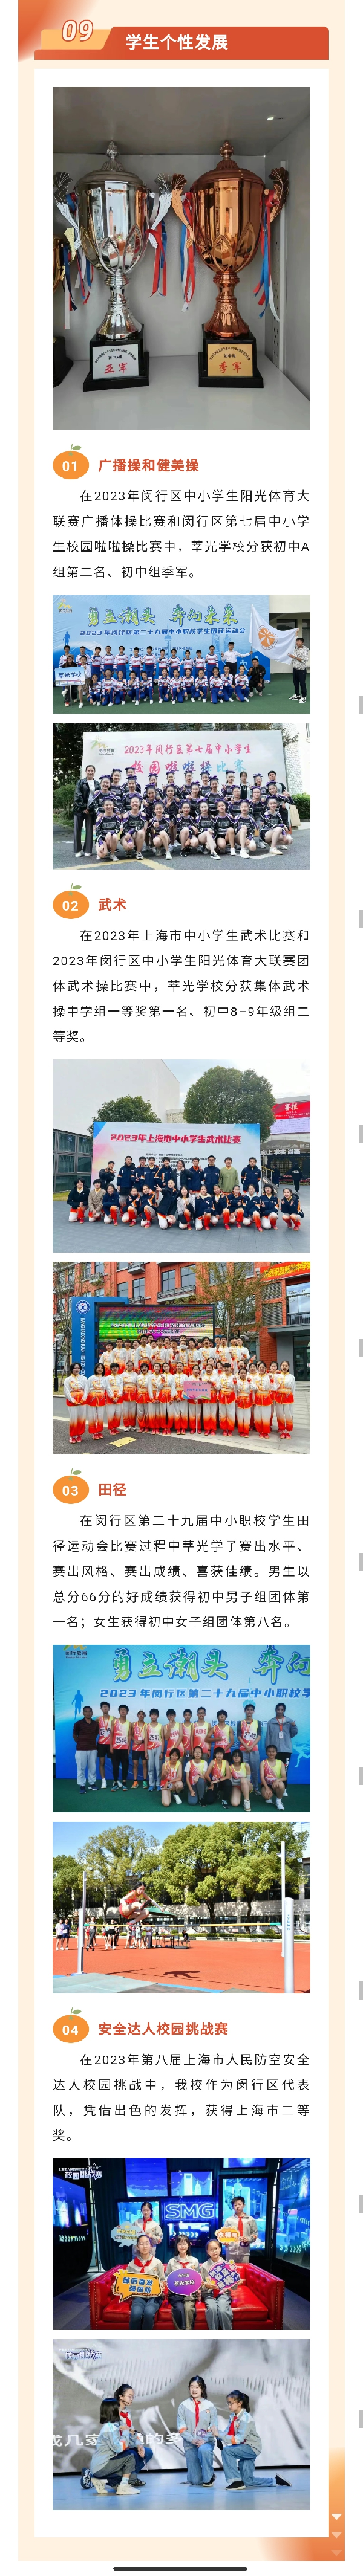 09
学生个性发展
亚军
季军
01
广播操和健美操
在2023年闵行区中小学生阳光体育大
联赛广播体操比赛和闵行区第七届中小学
生校园啦啦操比赛中，莘光学校分获初中A
组第二名、初中组季军。
勇立潮头 奔向未来
2023年闵行区第二十九届中小职校学生田径运动会
莘光学校
2023年闵行区第七届中小学生
校园啦啦操比赛
02
武术
在2023年上海市中小学生武术比赛和
2023年闵行区中小学生阳光体育大联赛团
体武术操比赛中，莘光学校分获集体武术
操中学组一等奖第一名、初中8-9年级组二
等奖。
喜报
2023年上海市中小学生武术比赛
03
田径
在闵行区第二十九届中小职校学生田
径运动会比赛过程中莘光学子赛出水平、
赛出风格、赛出成绩、喜获佳绩。男生以
总分66分的好成绩获得初中男子组团体第
一名；女生获得初中女子组团体第八名。
勇立潮头 奔向
2023年闵行区第二十九届中小职校学
04
安全达人校园挑战赛
在2023年第八届上海市人民防空安全
达人校园挑战中，我校作为闵行区代表
队，凭借出色的发挥，获得上海市二等
奖。
校园挑战赛
SMG